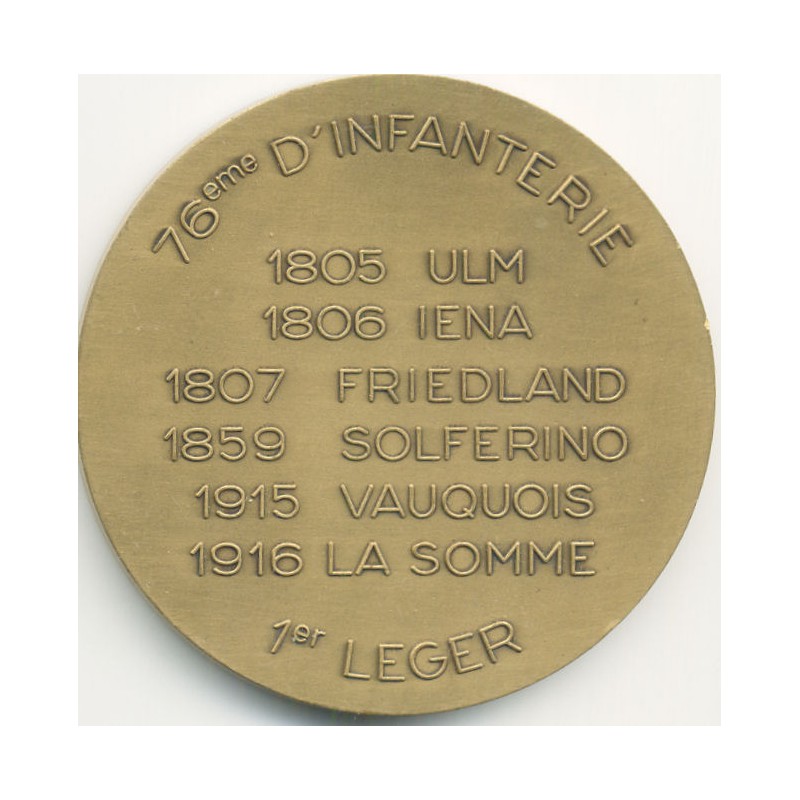 76eme D'INFANTERIE
1805 ULM
1806 IENA
1807 FRIEDLAND
1859 SOLFERINO
1915 VAUQUOIS
1916 LA SOMME
1er LEGER